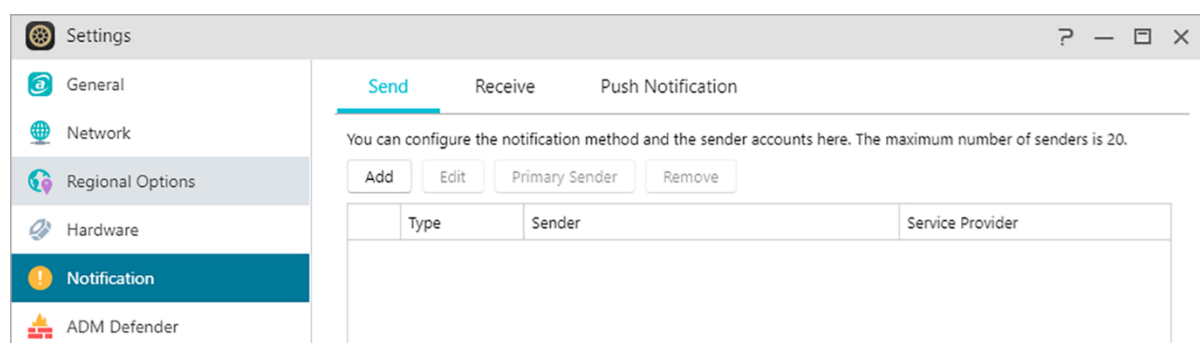 Settings
General
Network
Regional Options
Hardware
Notification
ADM Defender
Send Receive Push Notification
You can configure the notification method and the sender accounts here. The maximum number of senders is 20.
Add Edit Primary Sender Remove
Type Sender Service Provider